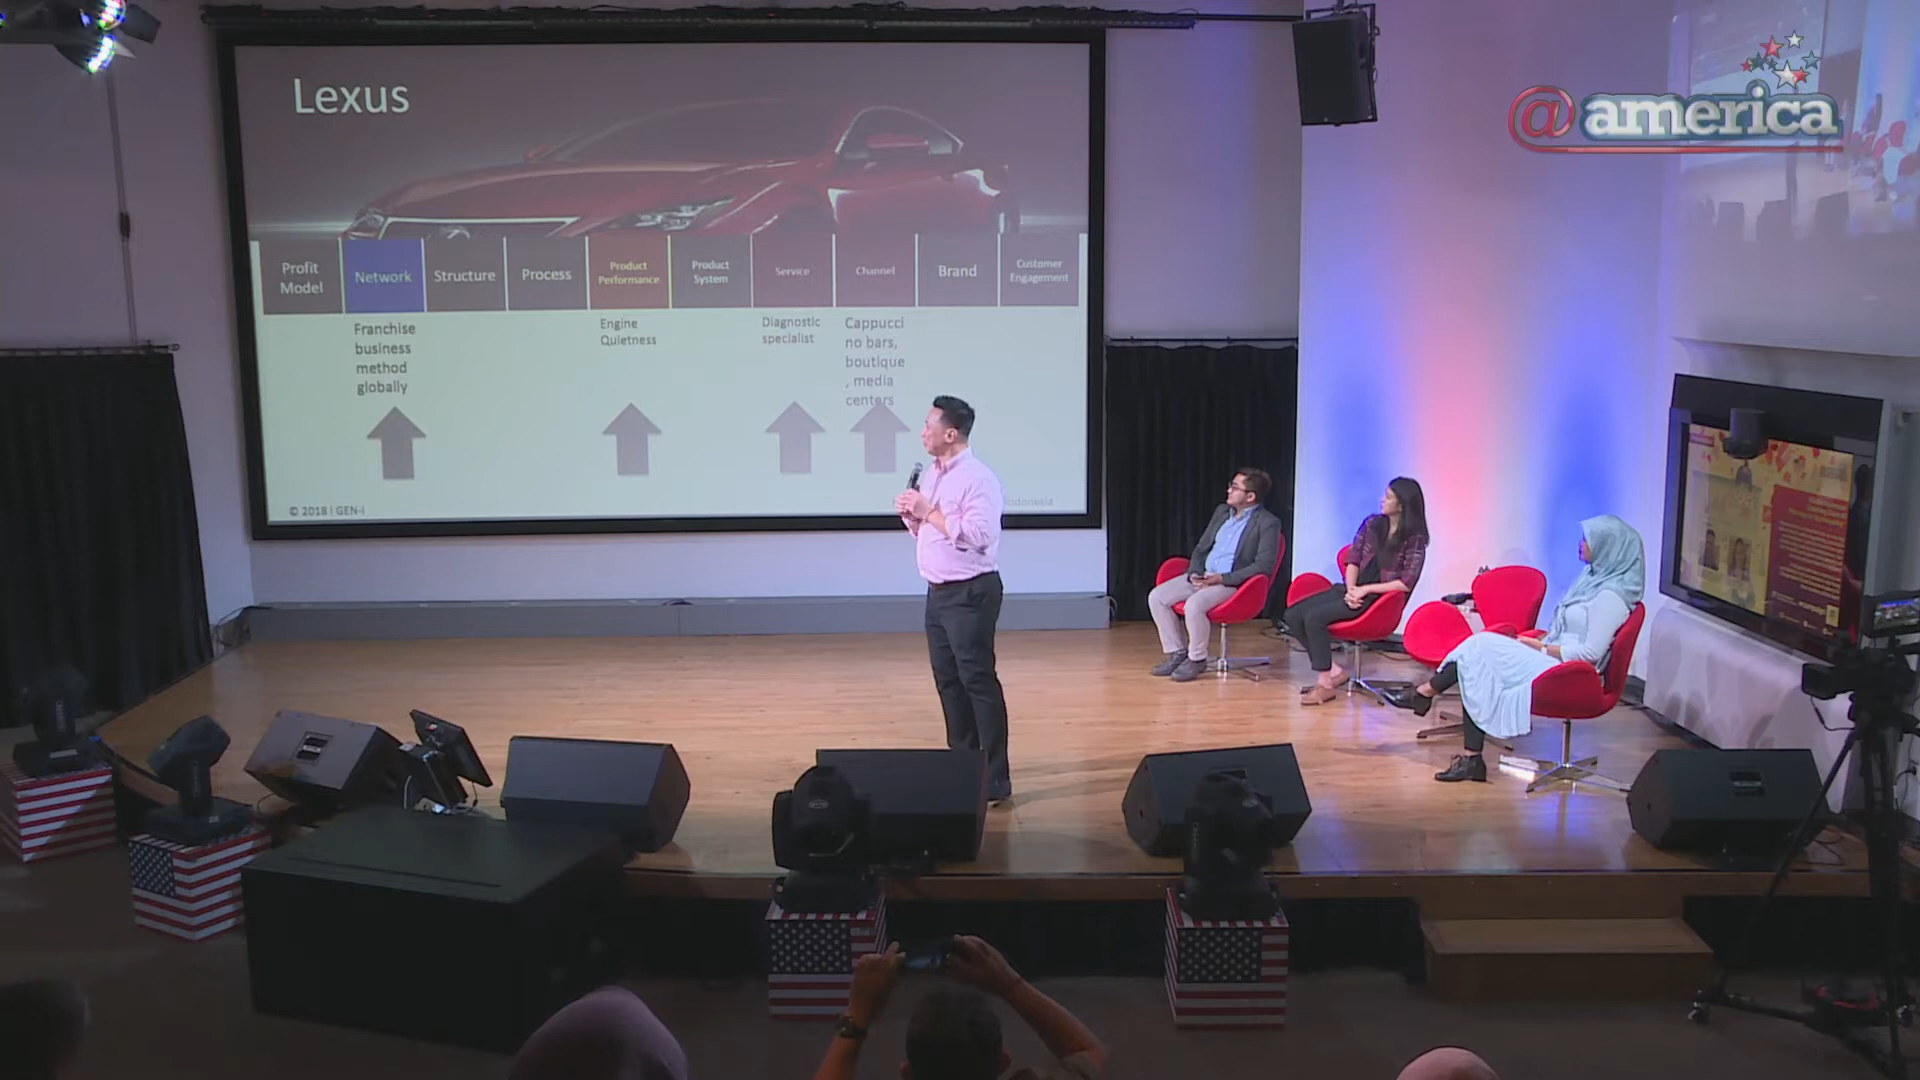 Lexus
@america
Profit
Model
Network
Structure
Process
Product
Performance
Product
System
Service
Channel
Brand
Customer
Engagement
Franchise
business
method
globally
Engine
Quietness
Diagnostic
specialist
Cappucci
no bars,
boutique
, media
centers
© 2018 | GEN-I